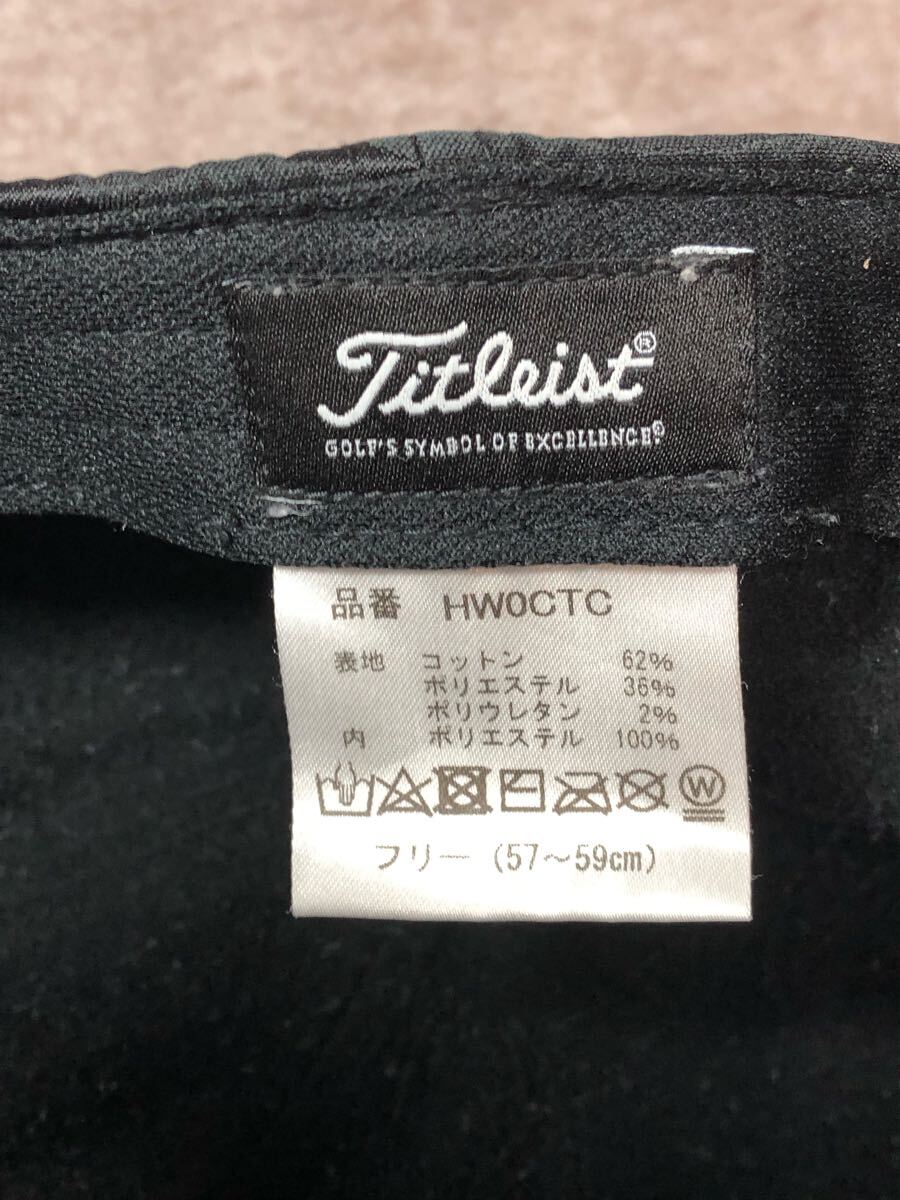 Titleist®
GOLF'S SYMBOL OF EXCELLENCE®
品番 HW0CTC
表地 コットン 62%
ポリエステル 36%
ポリウレタン 2%
内 ポリエステル 100%
W
フリー (57～59cm)